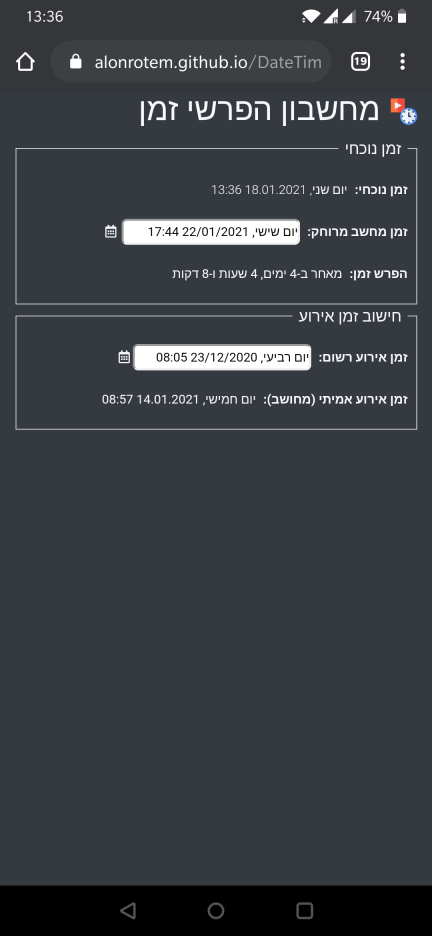 13:36
74%
alonrotem.github.io/DateTim
19
מחשבון הפרשי זמן
זמן נוכחי
זמן נוכחי: יום שני, 18.01.2021 13:36
זמן מחשב מרוחק: יום שישי, 22/01/2021 17:44
הפרש זמן: מאחר ב-4 ימים, 4 שעות ו-8 דקות
חישוב זמן אירוע
זמן אירוע רשום: יום רביעי, 23/12/2020 08:05
זמן אירוע אמיתי (מחושב): יום חמישי, 14.01.2021 08:57